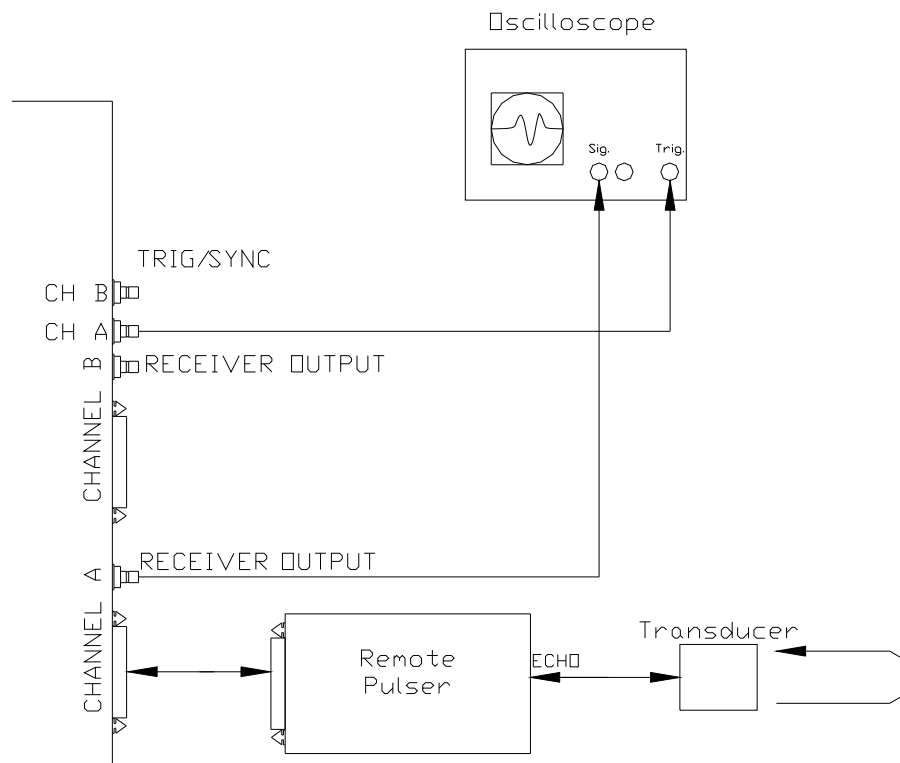 Oscilloscope
Sig.
Trig.
TRIG/SYNC
CH B
CH A
B
RECEIVER OUTPUT
CHANNEL
RECEIVER OUTPUT
A
CHANNEL
Remote
Pulser
ECHO
Transducer